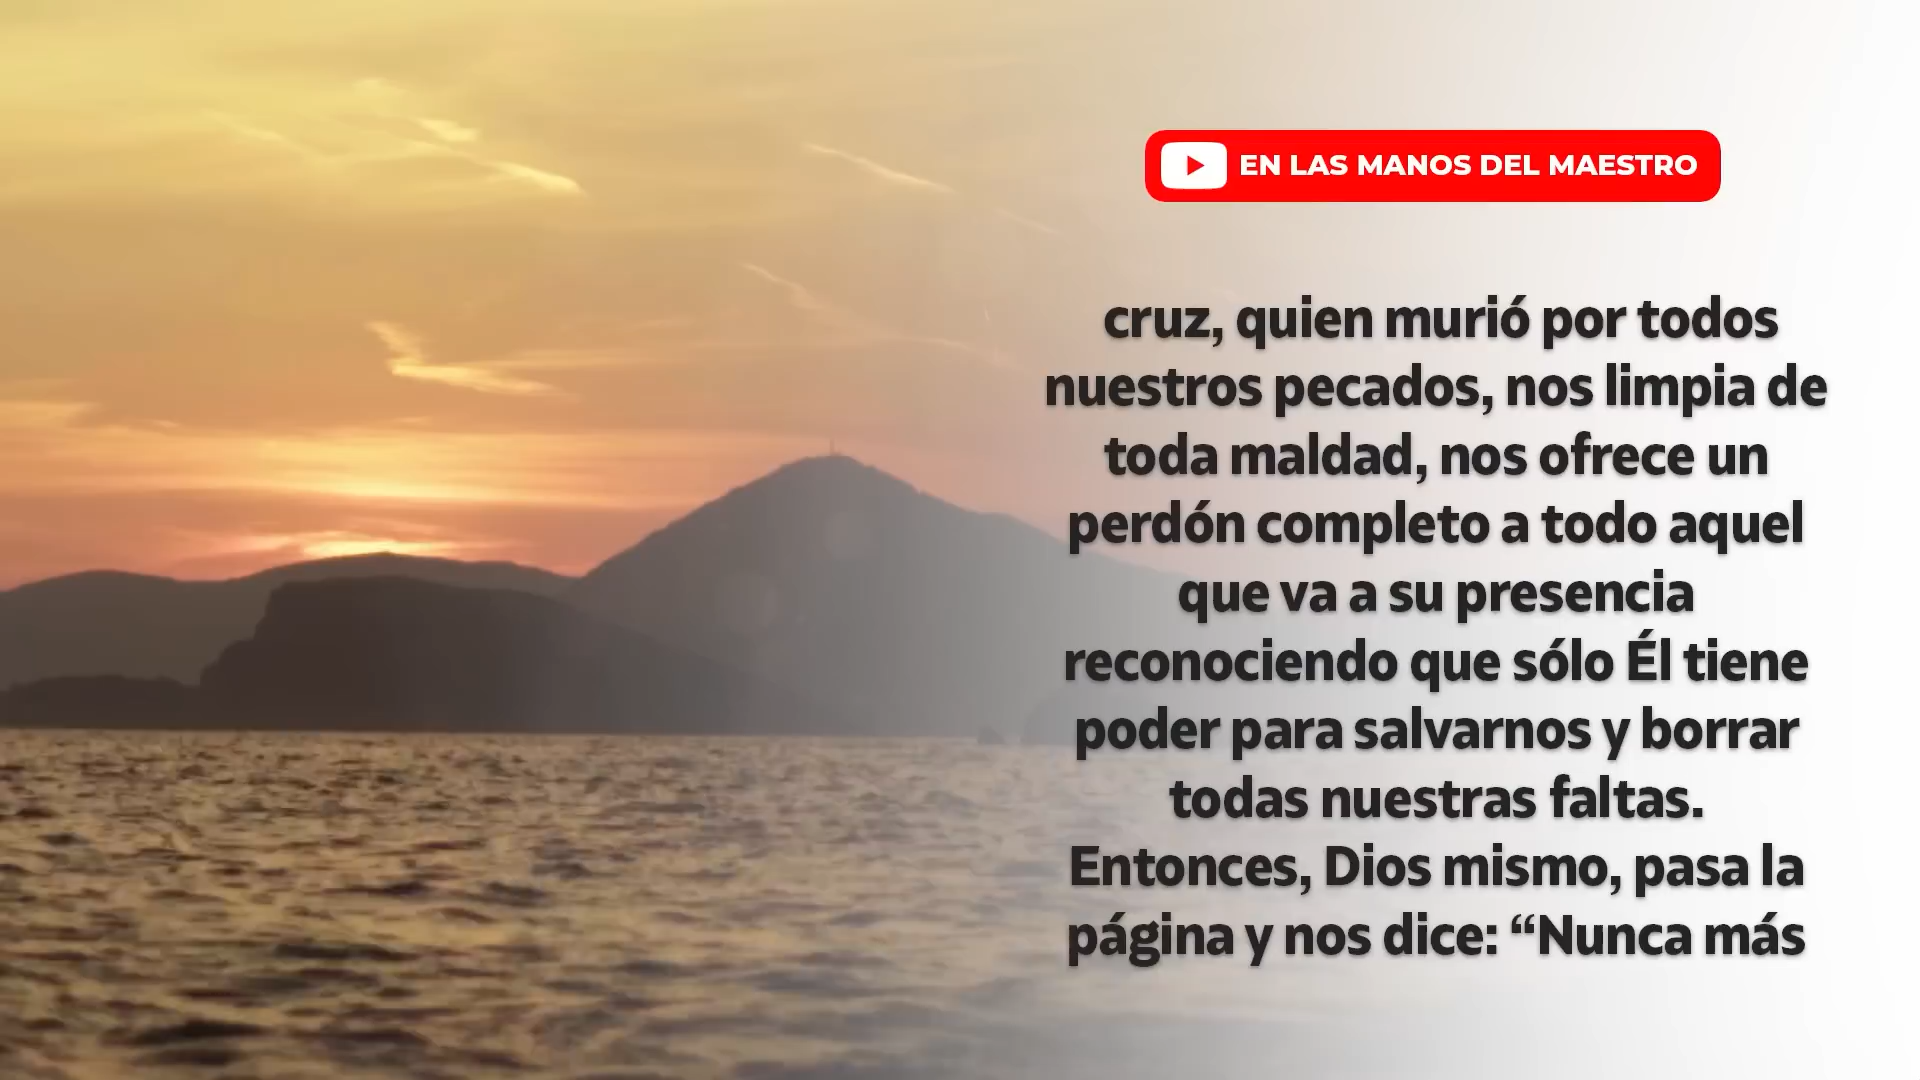 EN LAS MANOS DEL MAESTRO
cruz, quien murió por todos
nuestros pecados, nos limpia de
toda maldad, nos ofrece un
perdón completo a todo aquel
que va a su presencia
reconociendo que sólo Él tiene
poder para salvarnos y borrar
todas nuestras faltas.
Entonces, Dios mismo, pasa la
página y nos dice: “Nunca más